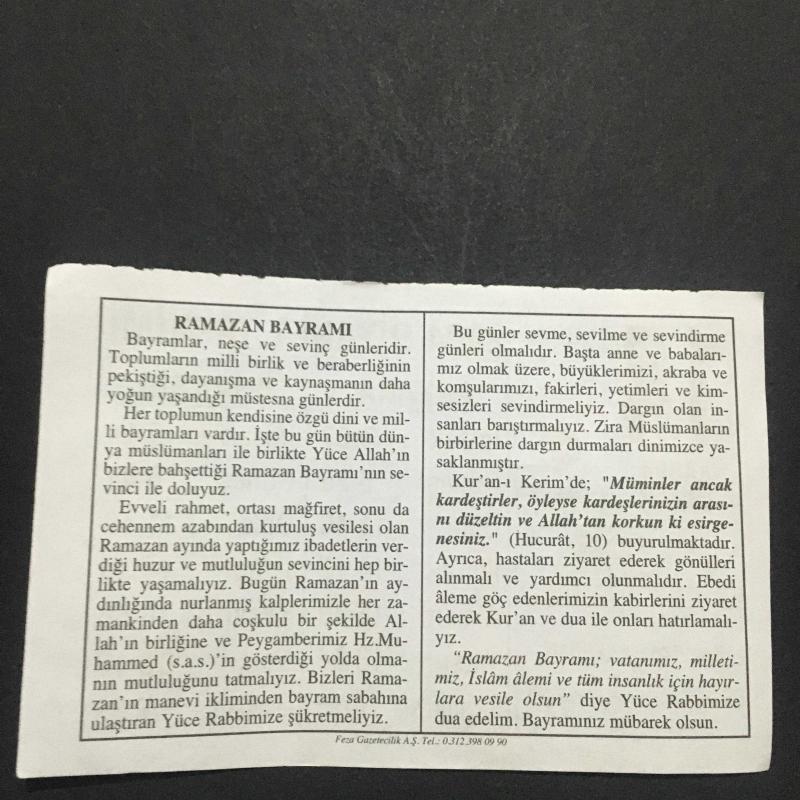 RAMAZAN BAYRAMI
Bayramlar, neşe ve sevinç günleridir.
Toplumların milli birlik ve beraberliğinin
pekiştiği, dayanışma ve kaynaşmanın daha
yoğun yaşandığı müstesna günlerdir.
Her toplumun kendisine özgü dini ve mil-
li bayramları vardır. İşte bu gün bütün dün-
ya müslümanları ile birlikte Yüce Allah'ın
bizlere bahşettiği Ramazan Bayramı'nın se-
vinci ile doluyuz.
Evveli rahmet, ortası mağfiret, sonu da
cehennem azabından kurtuluş vesilesi olan
Ramazan ayında yaptığımız ibadetlerin ver-
diği huzur ve mutluluğun sevincini hep bir-
likte yaşamalıyız. Bugün Ramazan'ın ay-
dınlığında nurlanmış kalplerimizle her za-
mankinden daha coşkulu bir şekilde Al-
lah'ın birliğine ve Peygamberimiz Hz.Mu-
hammed (s.a.s.)'in gösterdiği yolda olma-
nın mutluluğunu tatmalıyız. Bizleri Rama-
zan'ın manevi ikliminden bayram sabahına
ulaştıran Yüce Rabbimize şükretmeliyiz.
Bu günler sevme, sevilme ve sevindirme
günleri olmalıdır. Başta anne ve babaları-
mız olmak üzere, büyüklerimizi, akraba ve
komşularımızı, fakirleri, yetimleri ve kim-
sesizleri sevindirmeliyiz. Dargın olan in-
sanları barıştırmalıyız. Zira Müslümanların
birbirlerine dargın durmaları dinimizce ya-
saklanmıştır.
Kur'an-ı Kerim'de; "Müminler ancak
kardeştirler, öyleyse kardeşlerinizin arası-
nı düzeltin ve Allah'tan korkun ki esirge-
nesiniz." (Hucurât, 10) buyurulmaktadır.
Ayrıca, hastaları ziyaret ederek gönülleri
alınmalı ve yardımcı olunmalıdır. Ebedi
âleme göç edenlerimizin kabirlerini ziyaret
ederek Kur'an ve dua ile onları hatırlamalı-
yız.
"Ramazan Bayramı; vatanımız, milleti-
miz, İslâm âlemi ve tüm insanlık için hayır-
lara vesile olsun" diye Yüce Rabbimize
dua edelim. Bayramınız mübarek olsun.
Feza Gazetecilik A.Ş. Tel.: 0.312 398 09 90